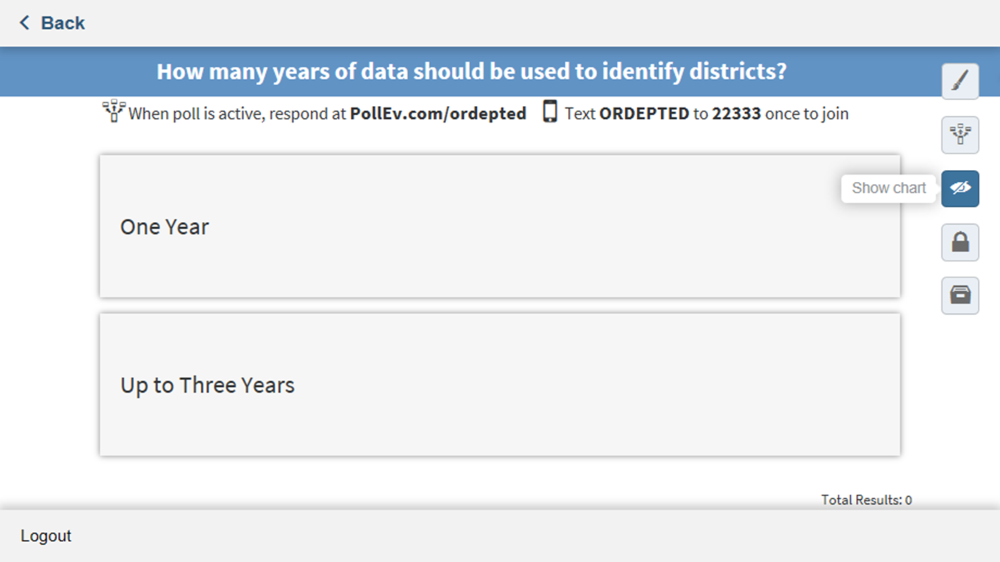 Back
How many years of data should be used to identify districts?
When poll is active, respond at PollEv.com/ordepted Text ORDEPTED to 22333 once to join
Show chart
One Year
Up to Three Years
Total Results: 0
Logout